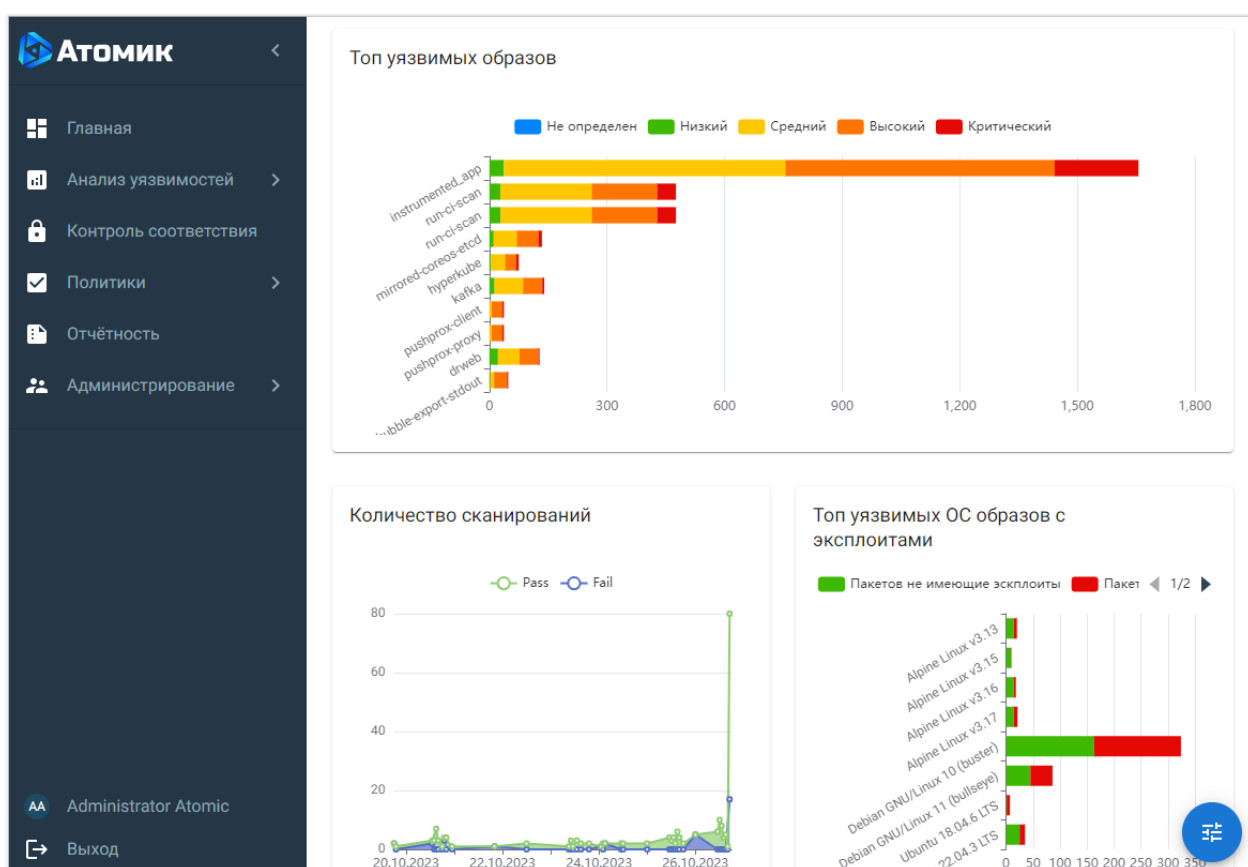 Атомик
Главная
Анализ уязвимостей
Контроль соответствия
Политики
Отчётность
Администрирование
AA Administrator Atomic
Выход
Топ уязвимых образов
Не определен Низкий Средний Высокий Критический
instrumented_app
run-ci-scan
run-ci-scan
mirrored-coreos-etcd
hyperkube
kafka
pushprox-client
pushprox-proxy
drweb
hubble-export-stdout
0 300 600 900 1,200 1,500 1,800
Количество сканирований
Pass Fail
80
60
40
20
0
20.10.2023 22.10.2023 24.10.2023 26.10.2023
Топ уязвимых ОС образов с
эксплоитами
Пакетов не имеющие эскплоиты Пакет 1/2
Alpine Linux v3.13
Alpine Linux v3.15
Alpine Linux v3.16
Alpine Linux v3.17
Debian GNU/Linux 10 (buster)
Debian GNU/Linux 11 (bullseye)
Ubuntu 18.04.6 LTS
22.04.3 LTS
0 50 100 150 200 250 300 350